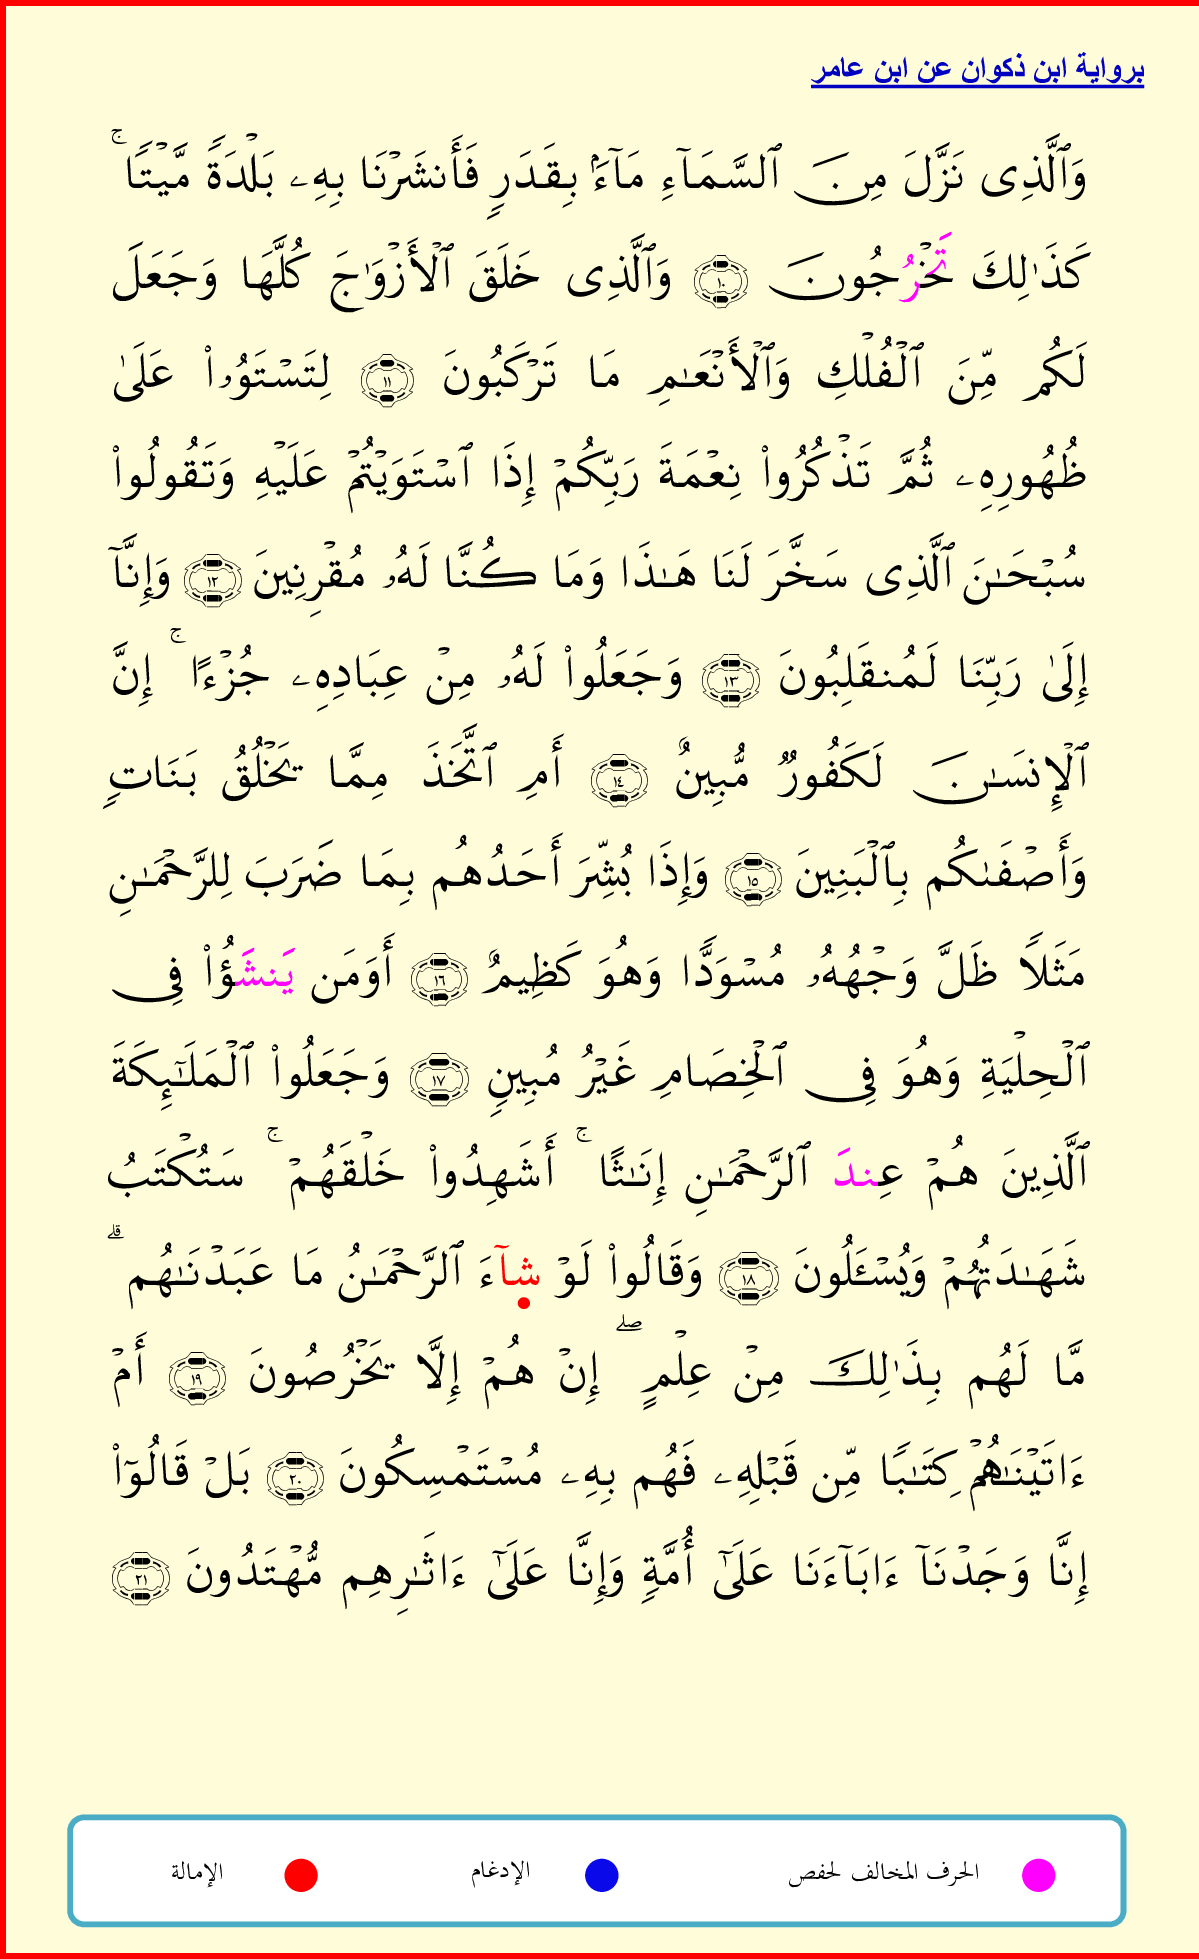 برواية ابن ذكوان عن ابن عامر
وَٱلَّذِى نَزَّلَ مِنَ ٱلسَّمَآءِ مَآءَۢ بِقَدَرٍ فَأَنشَرْنَا بِهِۦ بَلْدَةً مَّيْتًا ۚ
كَذَٰلِكَ تَخْرُجُونَ ١٠ وَٱلَّذِى خَلَقَ ٱلْأَزْوَٰجَ كُلَّهَا وَجَعَلَ
لَكُم مِّنَ ٱلْفُلْكِ وَٱلْأَنْعَـٰمِ مَا تَرْكَبُونَ ١١ لِتَسْتَوُۥا۟ عَلَىٰ
ظُهُورِهِۦ ثُمَّ تَذْكُرُوا۟ نِعْمَةَ رَبِّكُمْ إِذَا ٱسْتَوَيْتُمْ عَلَيْهِ وَتَقُولُوا۟
سُبْحَـٰنَ ٱلَّذِى سَخَّرَ لَنَا هَـٰذَا وَمَا كُنَّا لَهُۥ مُقْرِنِينَ ١٢ وَإِنَّآ
إِلَىٰ رَبِّنَا لَمُنقَلِبُونَ ١٣ وَجَعَلُوا۟ لَهُۥ مِنْ عِبَادِهِۦ جُزْءًا ۚ إِنَّ
ٱلْإِنسَـٰنَ لَكَفُورٌ مُّبِينٌ ١٤ أَمِ ٱتَّخَذَ مِمَّا يَخْلُقُ بَنَاتٍ
وَأَصْفَىٰكُم بِٱلْبَنِينَ ١٥ وَإِذَا بُشِّرَ أَحَدُهُم بِمَا ضَرَبَ لِلرَّحْمَـٰنِ
مَثَلًا ظَلَّ وَجْهُهُۥ مُسْوَدًّا وَهُوَ كَظِيمٌ ١٦ أَوَمَن يَنشَؤُا۟ فِى
ٱلْحِلْيَةِ وَهُوَ فِى ٱلْخِصَامِ غَيْرُ مُبِينٍ ١٧ وَجَعَلُوا۟ ٱلْمَلَـٰٓئِكَةَ
ٱلَّذِينَ هُمْ عِندَ ٱلرَّحْمَـٰنِ إِنَـٰثًا ۚ أَشَهِدُوا۟ خَلْقَهُمْ ۚ سَتُكْتَبُ
شَهَـٰدَتُهُمْ وَيُسْـَٔلُونَ ١٨ وَقَالُوا۟ لَوْ شَآءَ ٱلرَّحْمَـٰنُ مَا عَبَدْنَـٰهُم ۗ
مَّا لَهُم بِذَٰلِكَ مِنْ عِلْمٍ ۖ إِنْ هُمْ إِلَّا يَخْرُصُونَ ١٩ أَمْ
ءَاتَيْنَـٰهُمْ كِتَـٰبًا مِّن قَبْلِهِۦ فَهُم بِهِۦ مُسْتَمْسِكُونَ ٢٠ بَلْ قَالُوٓا۟
إِنَّا وَجَدْنَآ ءَابَآءَنَا عَلَىٰٓ أُمَّةٍ وَإِنَّا عَلَىٰٓ ءَاثَـٰرِهِم مُّهْتَدُونَ ٢١
الحرف المخالف لحفص الإدغام الإمالة